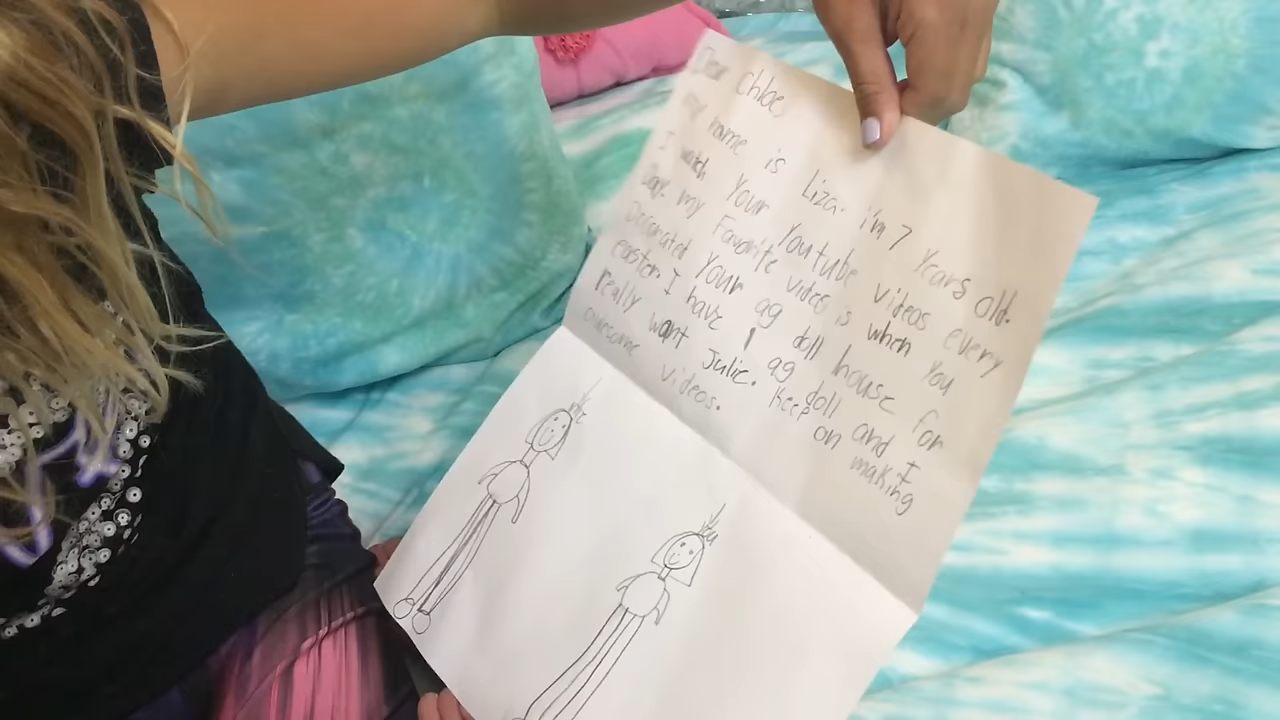 Dear Chloe,
my name is Liza. i'm 7 Years old.
I watch Your Youtube videos every
day. my Favorite video is when You
Decorated Your ag doll house for
easter. I have 1 ag doll and I
really want Julie. Keep on making
awesome videos.
me
You